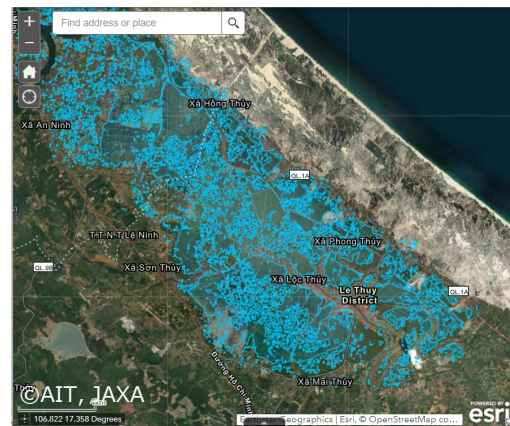 +
Find address or place
−
Xã Hồng Thủy
Xã An Ninh
QL.1A
T.T.N.T Lệ Ninh
Xã Phong Thủy
QL.9B
Xã Sơn Thủy
Xã Lộc Thủy
Le Thuy
District
QL.1A
Đường Hồ Chí Minh
Xã Mai Thủy
©AIT, JAXA
106.822 17.358 Degrees
Earthstar Geographics | Esri, © OpenStreetMap co...
POWERED BY
esri